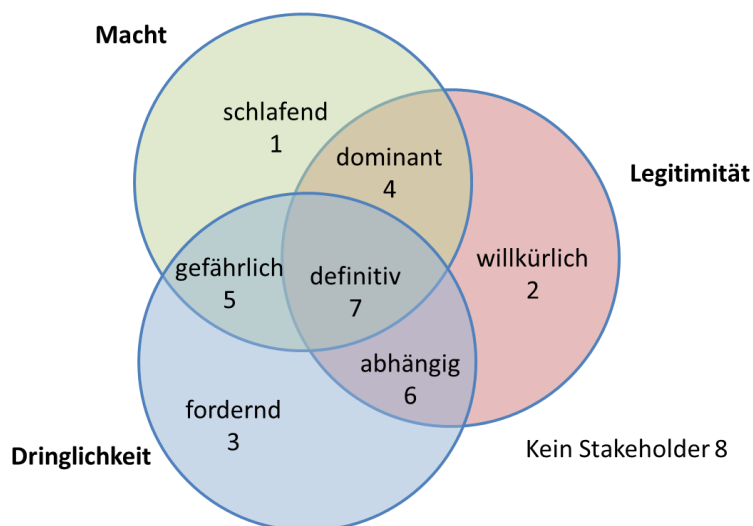 Macht
schlafend
1
dominant
4
Legitimität
gefährlich
5
definitiv
7
willkürlich
2
abhängig
6
fordernd
3
Dringlichkeit
Kein Stakeholder 8